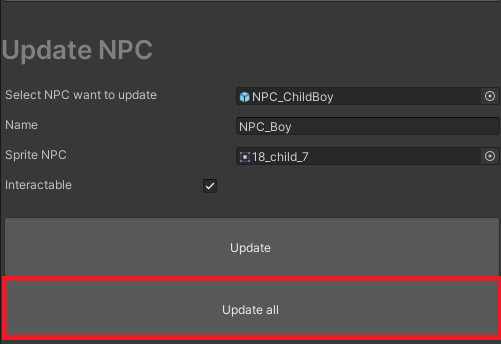 Update NPC
Select NPC want to update NPC_ChildBoy
Name NPC_Boy
Sprite NPC 18_child_7
Interactable
Update
Update all